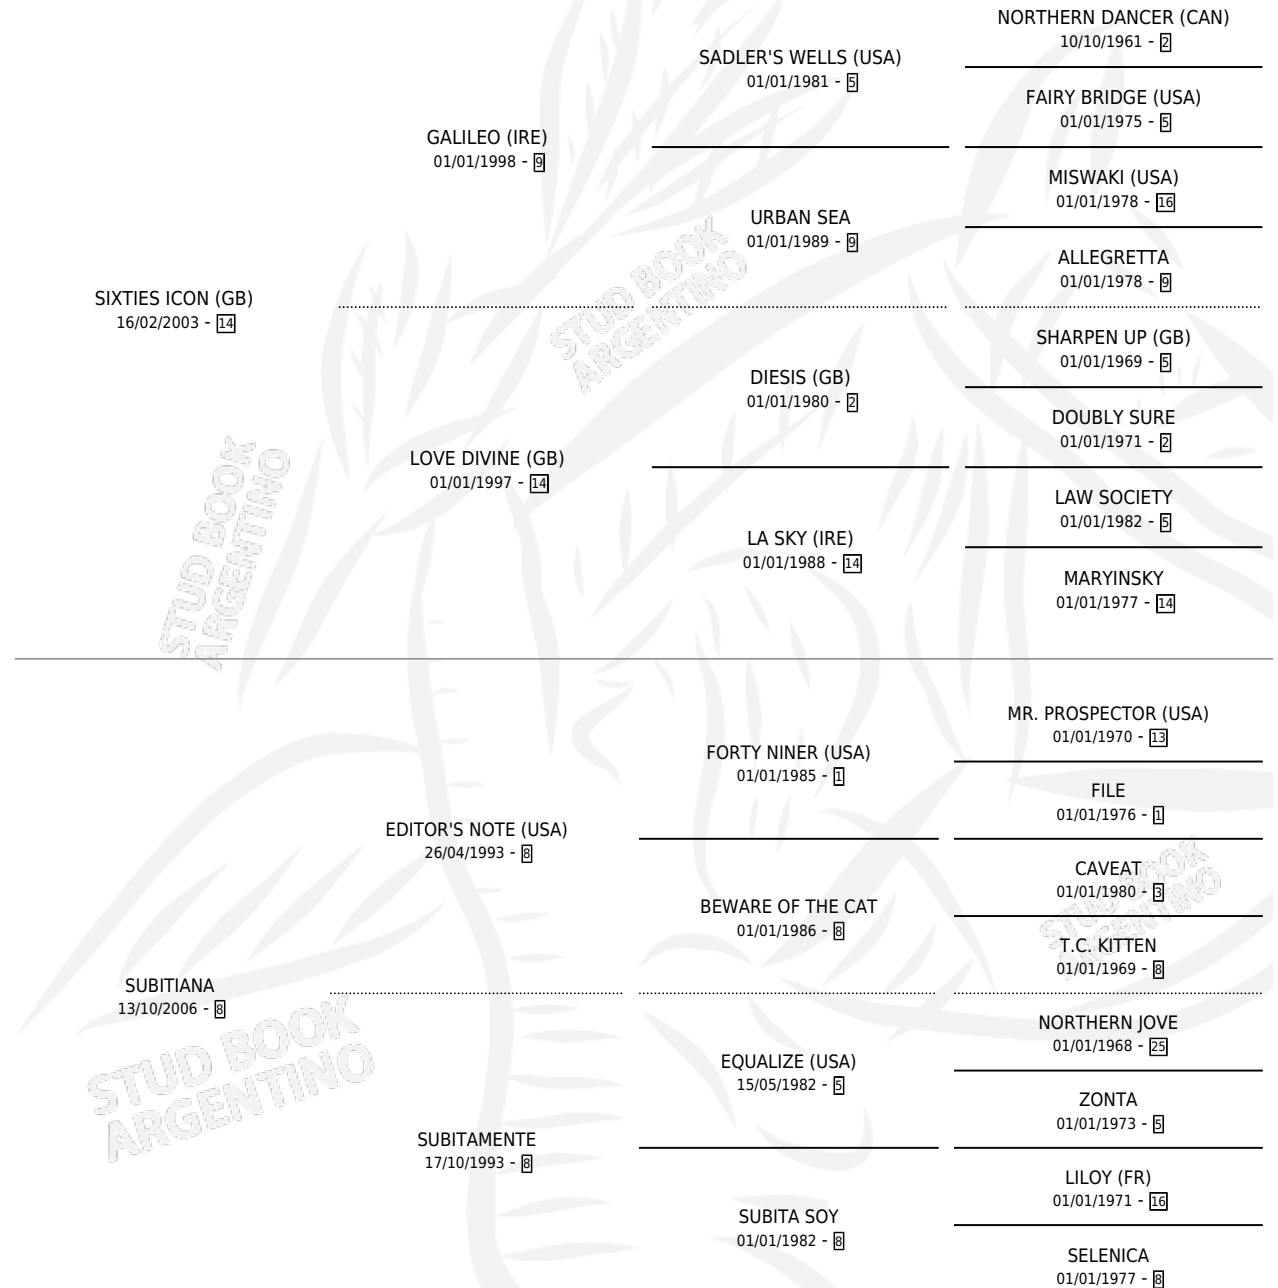 NORTHERN DANCER (CAN)
10/10/1961 - 2
SADLER'S WELLS (USA)
01/01/1981 - 5
FAIRY BRIDGE (USA)
01/01/1975 - 5
GALILEO (IRE)
01/01/1998 - 9
MISWAKI (USA)
01/01/1978 - 16
URBAN SEA
01/01/1989 - 9
ALLEGRETTA
01/01/1978 - 9
SIXTIES ICON (GB)
16/02/2003 - 14
STUD BOOK
ARGENTINO
SHARPEN UP (GB)
01/01/1969 - 5
DIESIS (GB)
01/01/1980 - 2
DOUBLY SURE
01/01/1971 - 2
LOVE DIVINE (GB)
01/01/1997 - 14
LAW SOCIETY
01/01/1982 - 5
LA SKY (IRE)
01/01/1988 - 14
MARYINSKY
01/01/1977 - 14
STUD BOOK
ARGENTINO
MR. PROSPECTOR (USA)
01/01/1970 - 13
FORTY NINER (USA)
01/01/1985 - 1
FILE
01/01/1976 - 1
EDITOR'S NOTE (USA)
26/04/1993 - 8
CAVEAT
01/01/1980 - 3
BEWARE OF THE CAT
01/01/1986 - 8
T.C. KITTEN
01/01/1969 - 8
STUD BOOK
ARGENTINO
SUBITIANA
13/10/2006 - 8
NORTHERN JOVE
01/01/1968 - 25
EQUALIZE (USA)
15/05/1982 - 5
ZONTA
01/01/1973 - 5
STUD BOOK
ARGENTINO
SUBITAMENTE
17/10/1993 - 8
LILOY (FR)
01/01/1971 - 16
SUBITA SOY
01/01/1982 - 8
SELENICA
01/01/1977 - 8